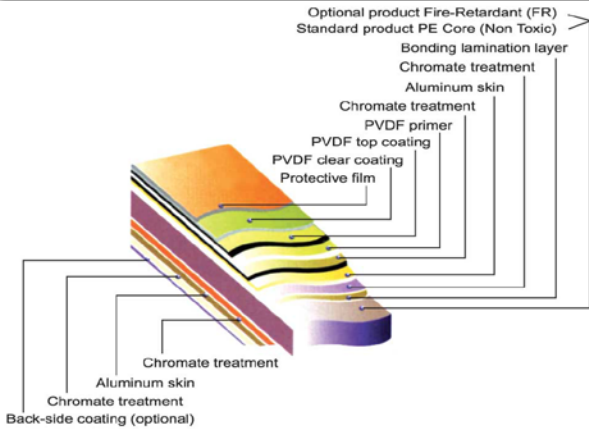 Optional product Fire-Retardant (FR)
Standard product PE Core (Non Toxic)
Bonding lamination layer
Chromate treatment
Aluminum skin
Chromate treatment
PVDF primer
PVDF top coating
PVDF clear coating
Protective film
Chromate treatment
Aluminum skin
Chromate treatment
Back-side coating (optional)